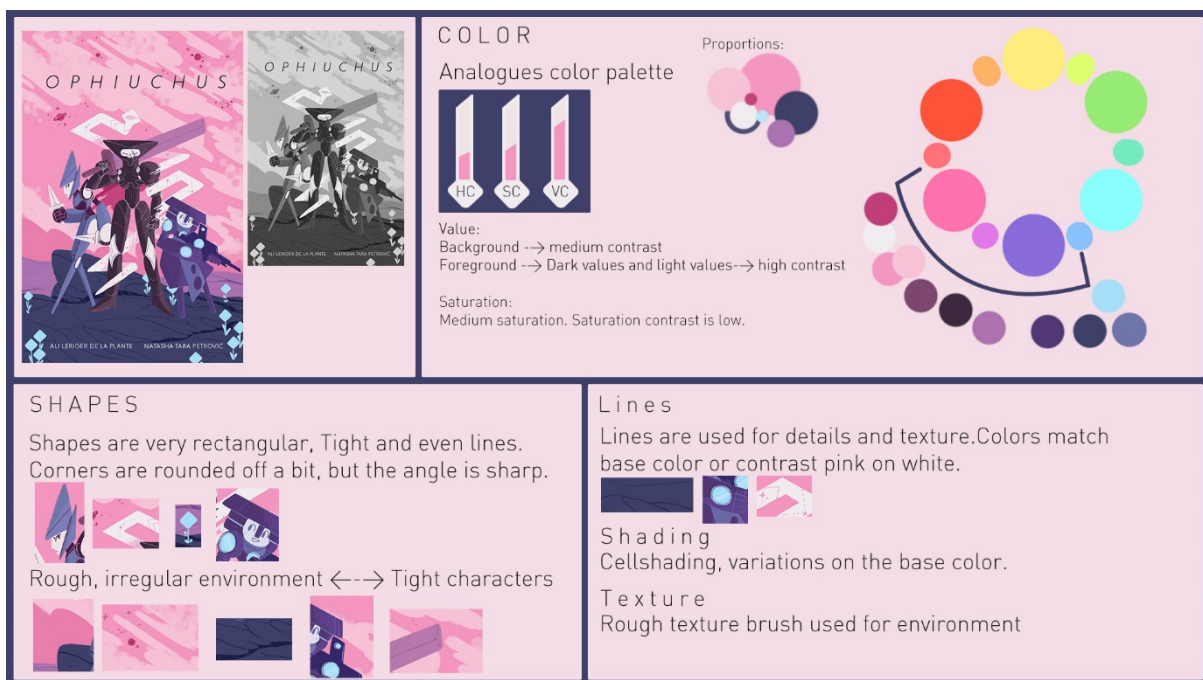 OPHIUCHUS
ALI LERIGER DE LA PLANTE NATASHA TARA PETROVIĆ
OPHIUCHUS
ALI LERIGER DE LA PLANTE NATASHA TARA PETROVIĆ
COLOR
Analogues color palette
HC SC VC
Value:
Background --> medium contrast
Foreground --> Dark values and light values--> high contrast
Saturation:
Medium saturation. Saturation contrast is low.
Proportions:
SHAPES
Shapes are very rectangular, Tight and even lines.
Corners are rounded off a bit, but the angle is sharp.
Rough, irregular environment <--> Tight characters
Lines
Lines are used for details and texture.Colors match
base color or contrast pink on white.
Shading
Cellshading, variations on the base color.
Texture
Rough texture brush used for environment